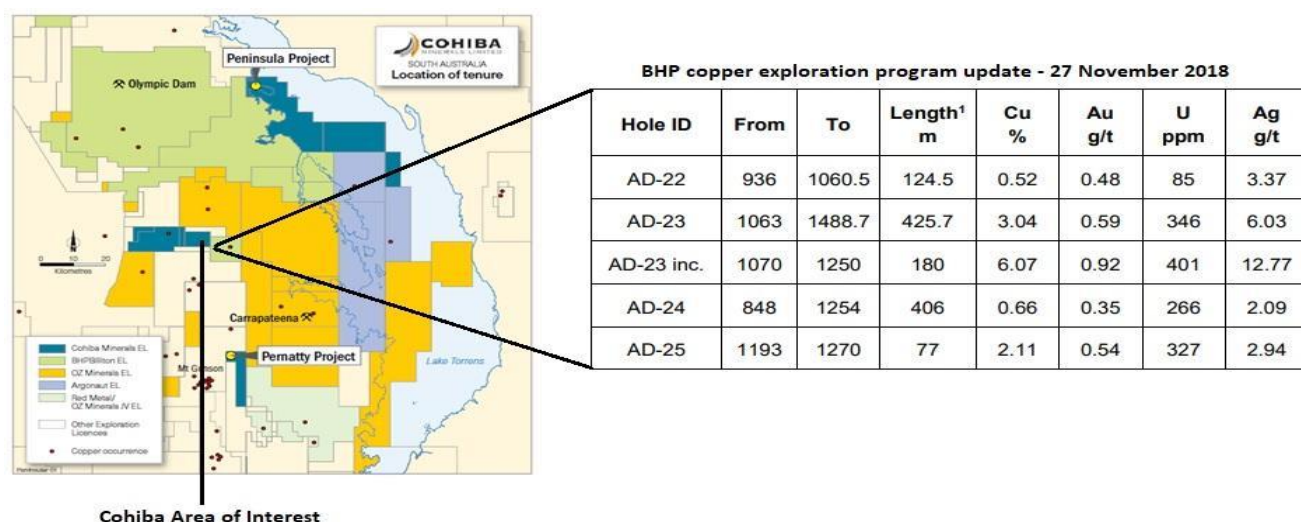 COHIBA
MINERALS LIMITED
SOUTH AUSTRALIA
Location of tenure
Peninsula Project
Olympic Dam
N
0 10 20
Kilometres
Carrapateena
Pernatty Project
Mt Gunson
Lake Torrens
Cohiba Minerals EL
BHPBilliton EL
OZ Minerals EL
Argonaut EL
Red Metal/
OZ Minerals JV EL
Other Exploration
Licences
Copper occurrence
Cohiba Area of Interest
BHP copper exploration program update - 27 November 2018
Hole ID From To Length¹ m Cu % Au g/t U ppm Ag g/t
AD-22 936 1060.5 124.5 0.52 0.48 85 3.37
AD-23 1063 1488.7 425.7 3.04 0.59 346 6.03
AD-23 inc. 1070 1250 180 6.07 0.92 401 12.77
AD-24 848 1254 406 0.66 0.35 266 2.09
AD-25 1193 1270 77 2.11 0.54 327 2.94